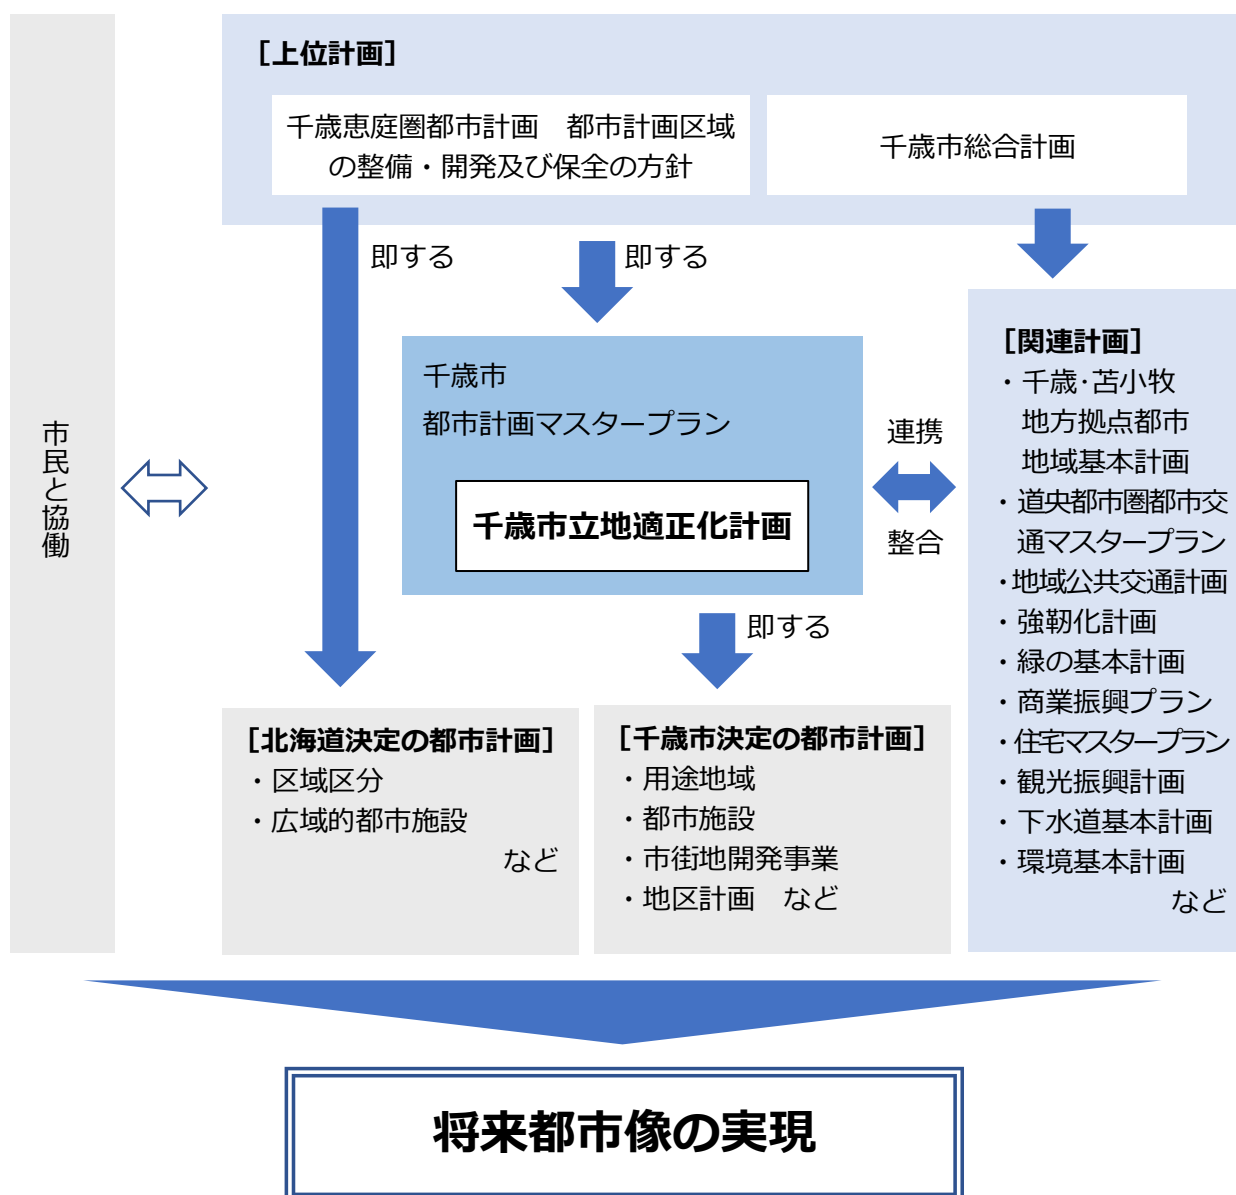 ［上位計画］
千歳恵庭圏都市計画　都市計画区域
の整備・開発及び保全の方針
千歳市総合計画
即する
即する
千歳市
都市計画マスタープラン
千歳市立地適正化計画
連携
整合
［関連計画］
・千歳・苫小牧
地方拠点都市
地域基本計画
・道央都市圏都市交
通マスタープラン
・地域公共交通計画
・強靭化計画
・緑の基本計画
・商業振興プラン
・住宅マスタープラン
・観光振興計画
・下水道基本計画
・環境基本計画
など
市民と協働
即する
［北海道決定の都市計画］
・区域区分
・広域的都市施設
など
［千歳市決定の都市計画］
・用途地域
・都市施設
・市街地開発事業
・地区計画　など
将来都市像の実現